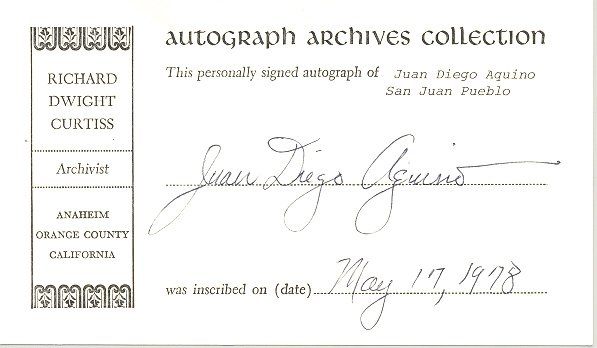 AUTOGRAPH ARCHIVES COLLECTION
This personally signed autograph of Juan Diego Aquino
San Juan Pueblo
RICHARD
DWIGHT
CURTISS
Archivist
ANAHEIM
ORANGE COUNTY
CALIFORNIA
Juan Diego Aquino
was inscribed on (date) May 17, 1978